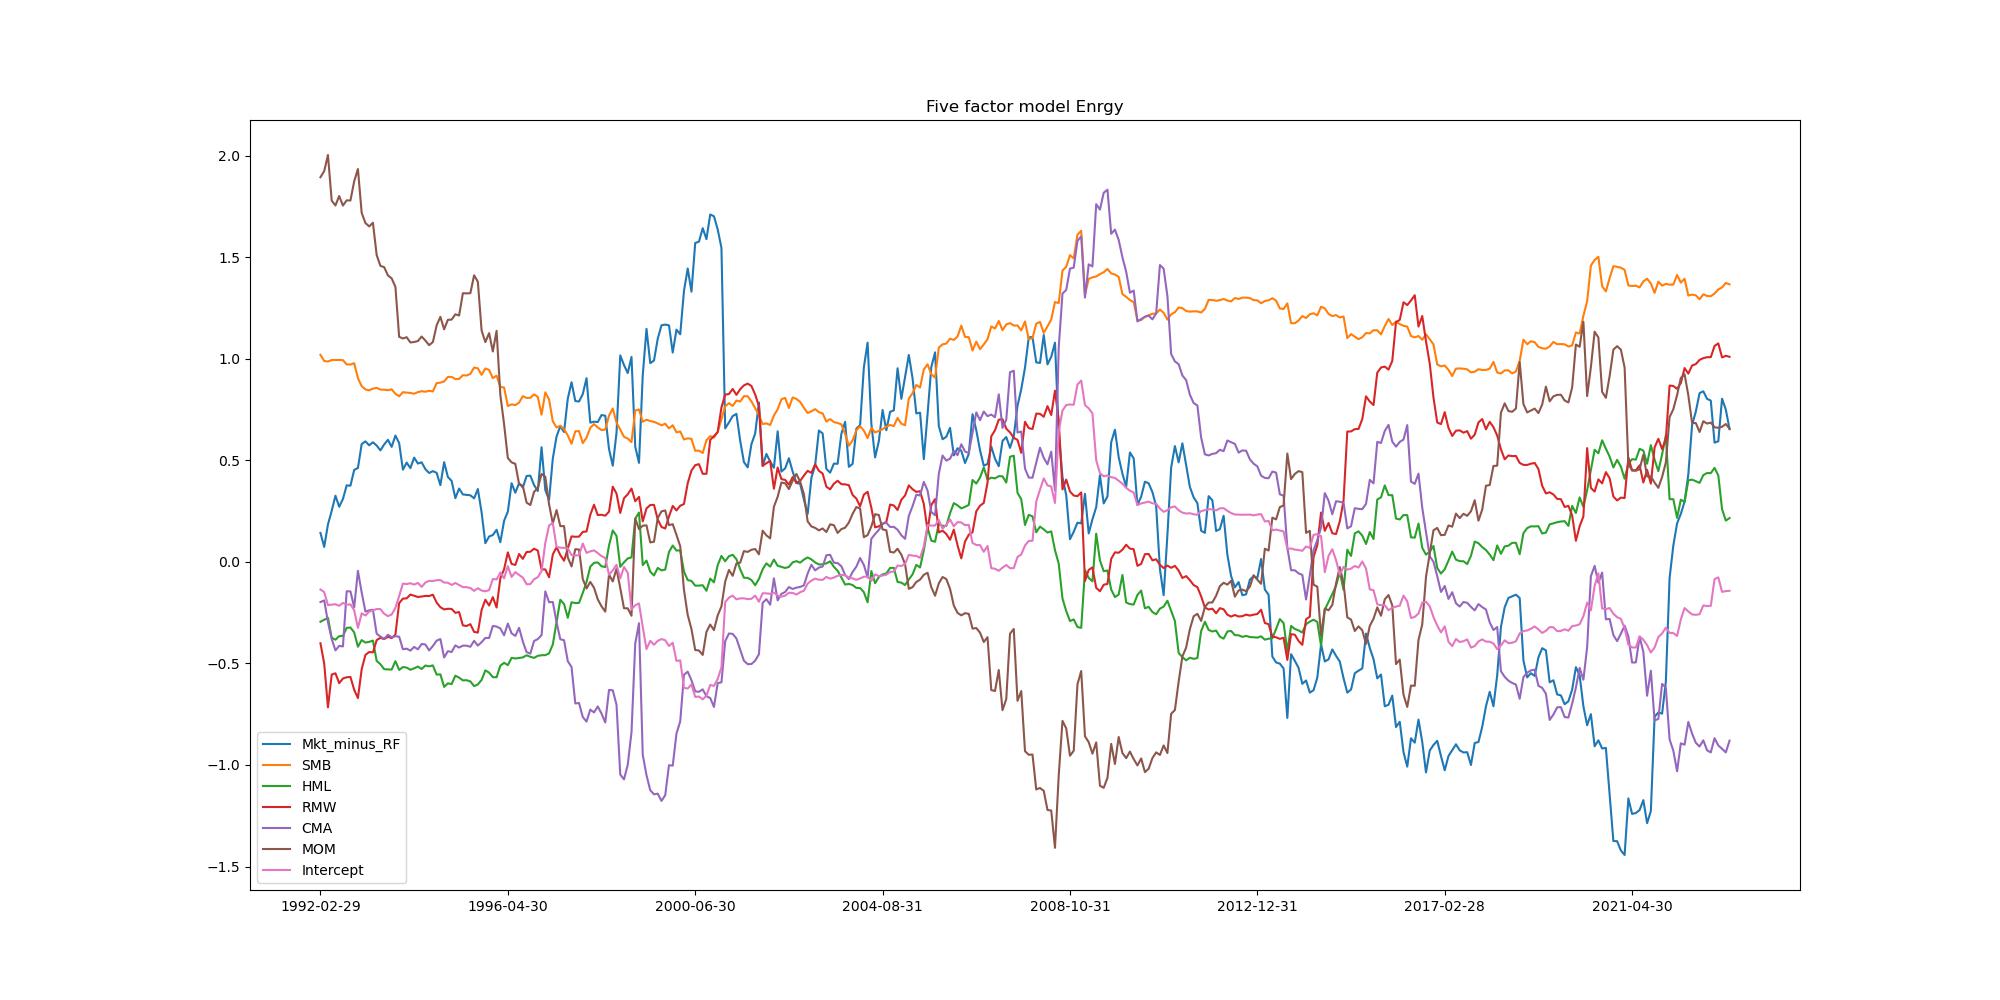 Five factor model Enrgy
2.0
1.5
1.0
0.5
0.0
−0.5
−1.0
−1.5
Mkt_minus_RF
SMB
HML
RMW
CMA
MOM
Intercept
1992-02-29 1996-04-30 2000-06-30 2004-08-31 2008-10-31 2012-12-31 2017-02-28 2021-04-30